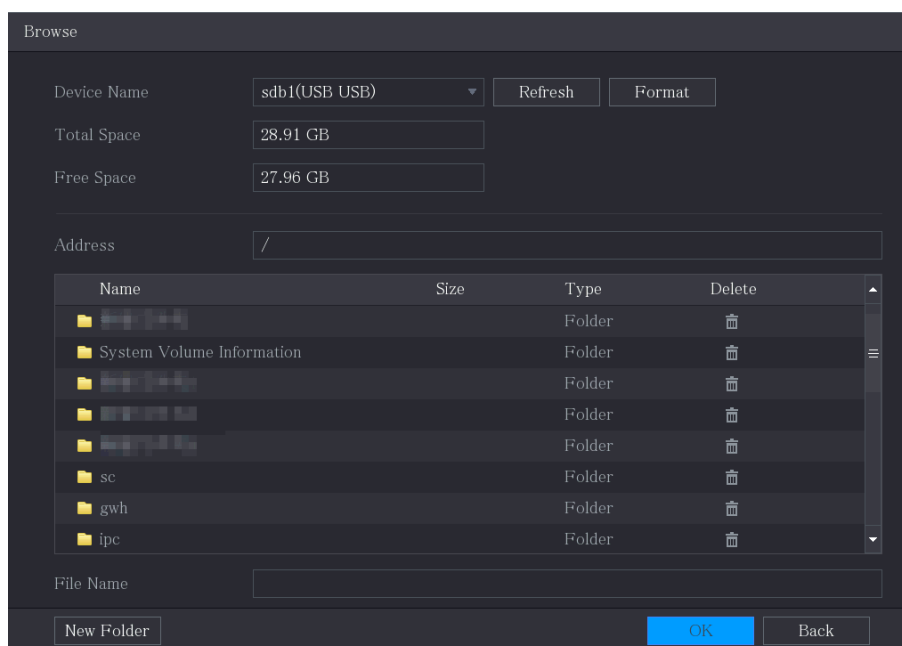 Browse
Device Name sdb1(USB USB) Refresh Format
Total Space 28.91 GB
Free Space 27.96 GB
Address /
Name Size Type Delete
Folder
System Volume Information Folder
Folder
Folder
Folder
sc Folder
gwh Folder
ipc Folder
File Name
New Folder OK Back